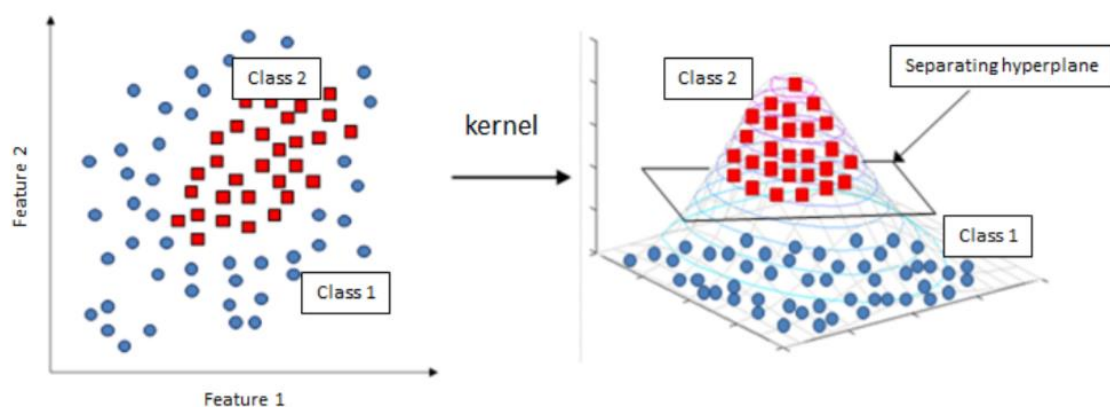 Class 2
Feature 2
Class 1
Feature 1
kernel
Class 2
Separating hyperplane
Class 1